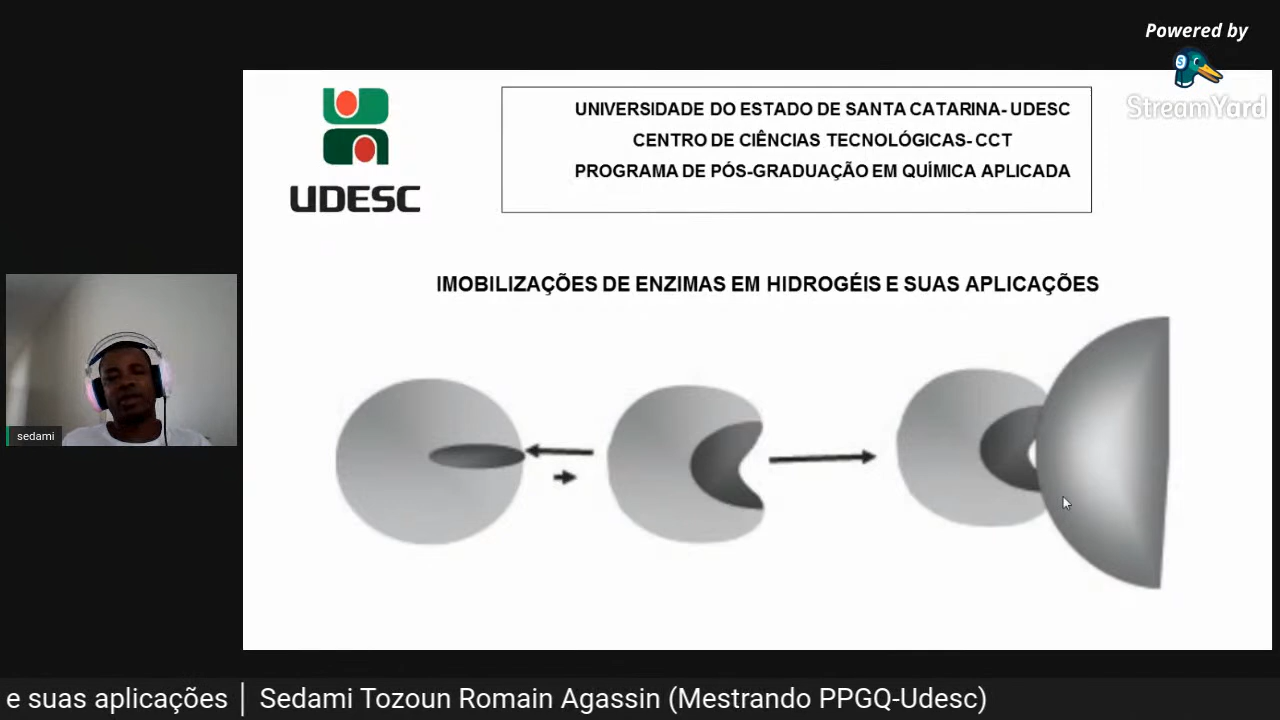 Powered by
StreamYard
UDESC
UNIVERSIDADE DO ESTADO DE SANTA CATARINA- UDESC
CENTRO DE CIÊNCIAS TECNOLÓGICAS- CCT
PROGRAMA DE PÓS-GRADUAÇÃO EM QUÍMICA APLICADA
IMOBILIZAÇÕES DE ENZIMAS EM HIDROGÉIS E SUAS APLICAÇÕES
sedami
e suas aplicações │ Sedami Tozoun Romain Agassin (Mestrando PPGQ-Udesc)